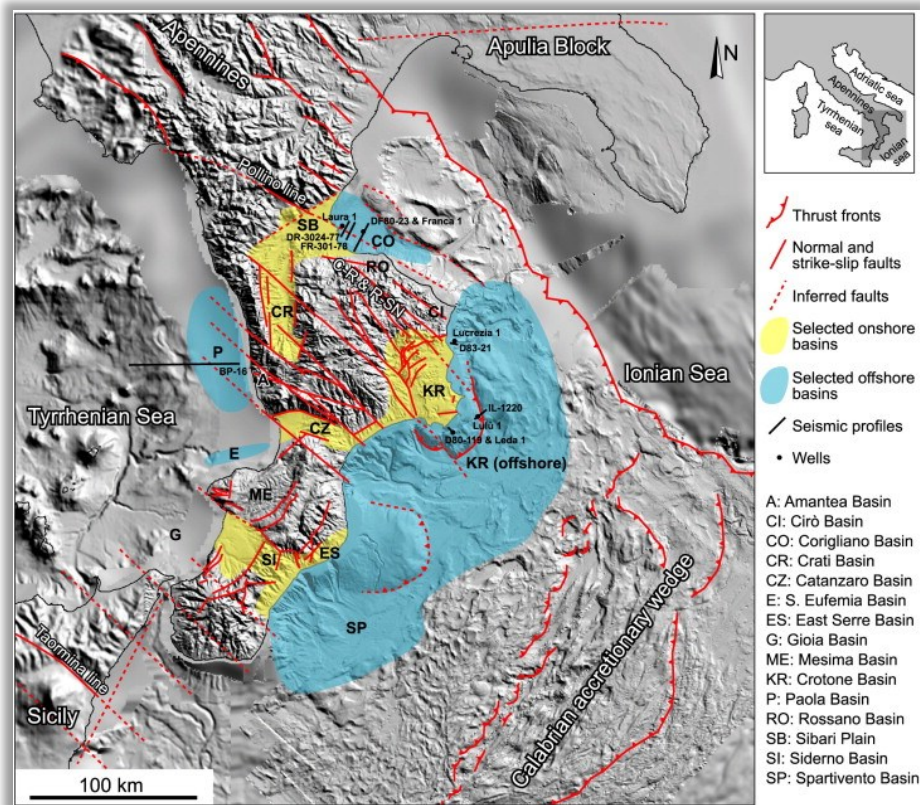 Apennines
Apulia Block
N
Pollino line
Laura 1
DF80-23 & Franca 1
SB
DR-3024-77
FR-301-78
CO
RO
C-R & R-SN
CI
CR
Lucrezia 1
D83-21
P
BP-16
A
KR
Ionian Sea
Tyrrhenian Sea
IL-1220
Lulù 1
D80-119 & Leda 1
CZ
KR (offshore)
E
ME
G
SI
ES
SP
Taormina line
Sicily
Calabrian accretionary wedge
100 km
Adriatic sea
Apennines
Tyrrhenian
sea
Ionian
sea
Thrust fronts
Normal and
strike-slip faults
Inferred faults
Selected onshore
basins
Selected offshore
basins
Seismic profiles
Wells
A: Amantea Basin
CI: Cirò Basin
CO: Corigliano Basin
CR: Crati Basin
CZ: Catanzaro Basin
E: S. Eufemia Basin
ES: East Serre Basin
G: Gioia Basin
ME: Mesima Basin
KR: Crotone Basin
P: Paola Basin
RO: Rossano Basin
SB: Sibari Plain
SI: Siderno Basin
SP: Spartivento Basin